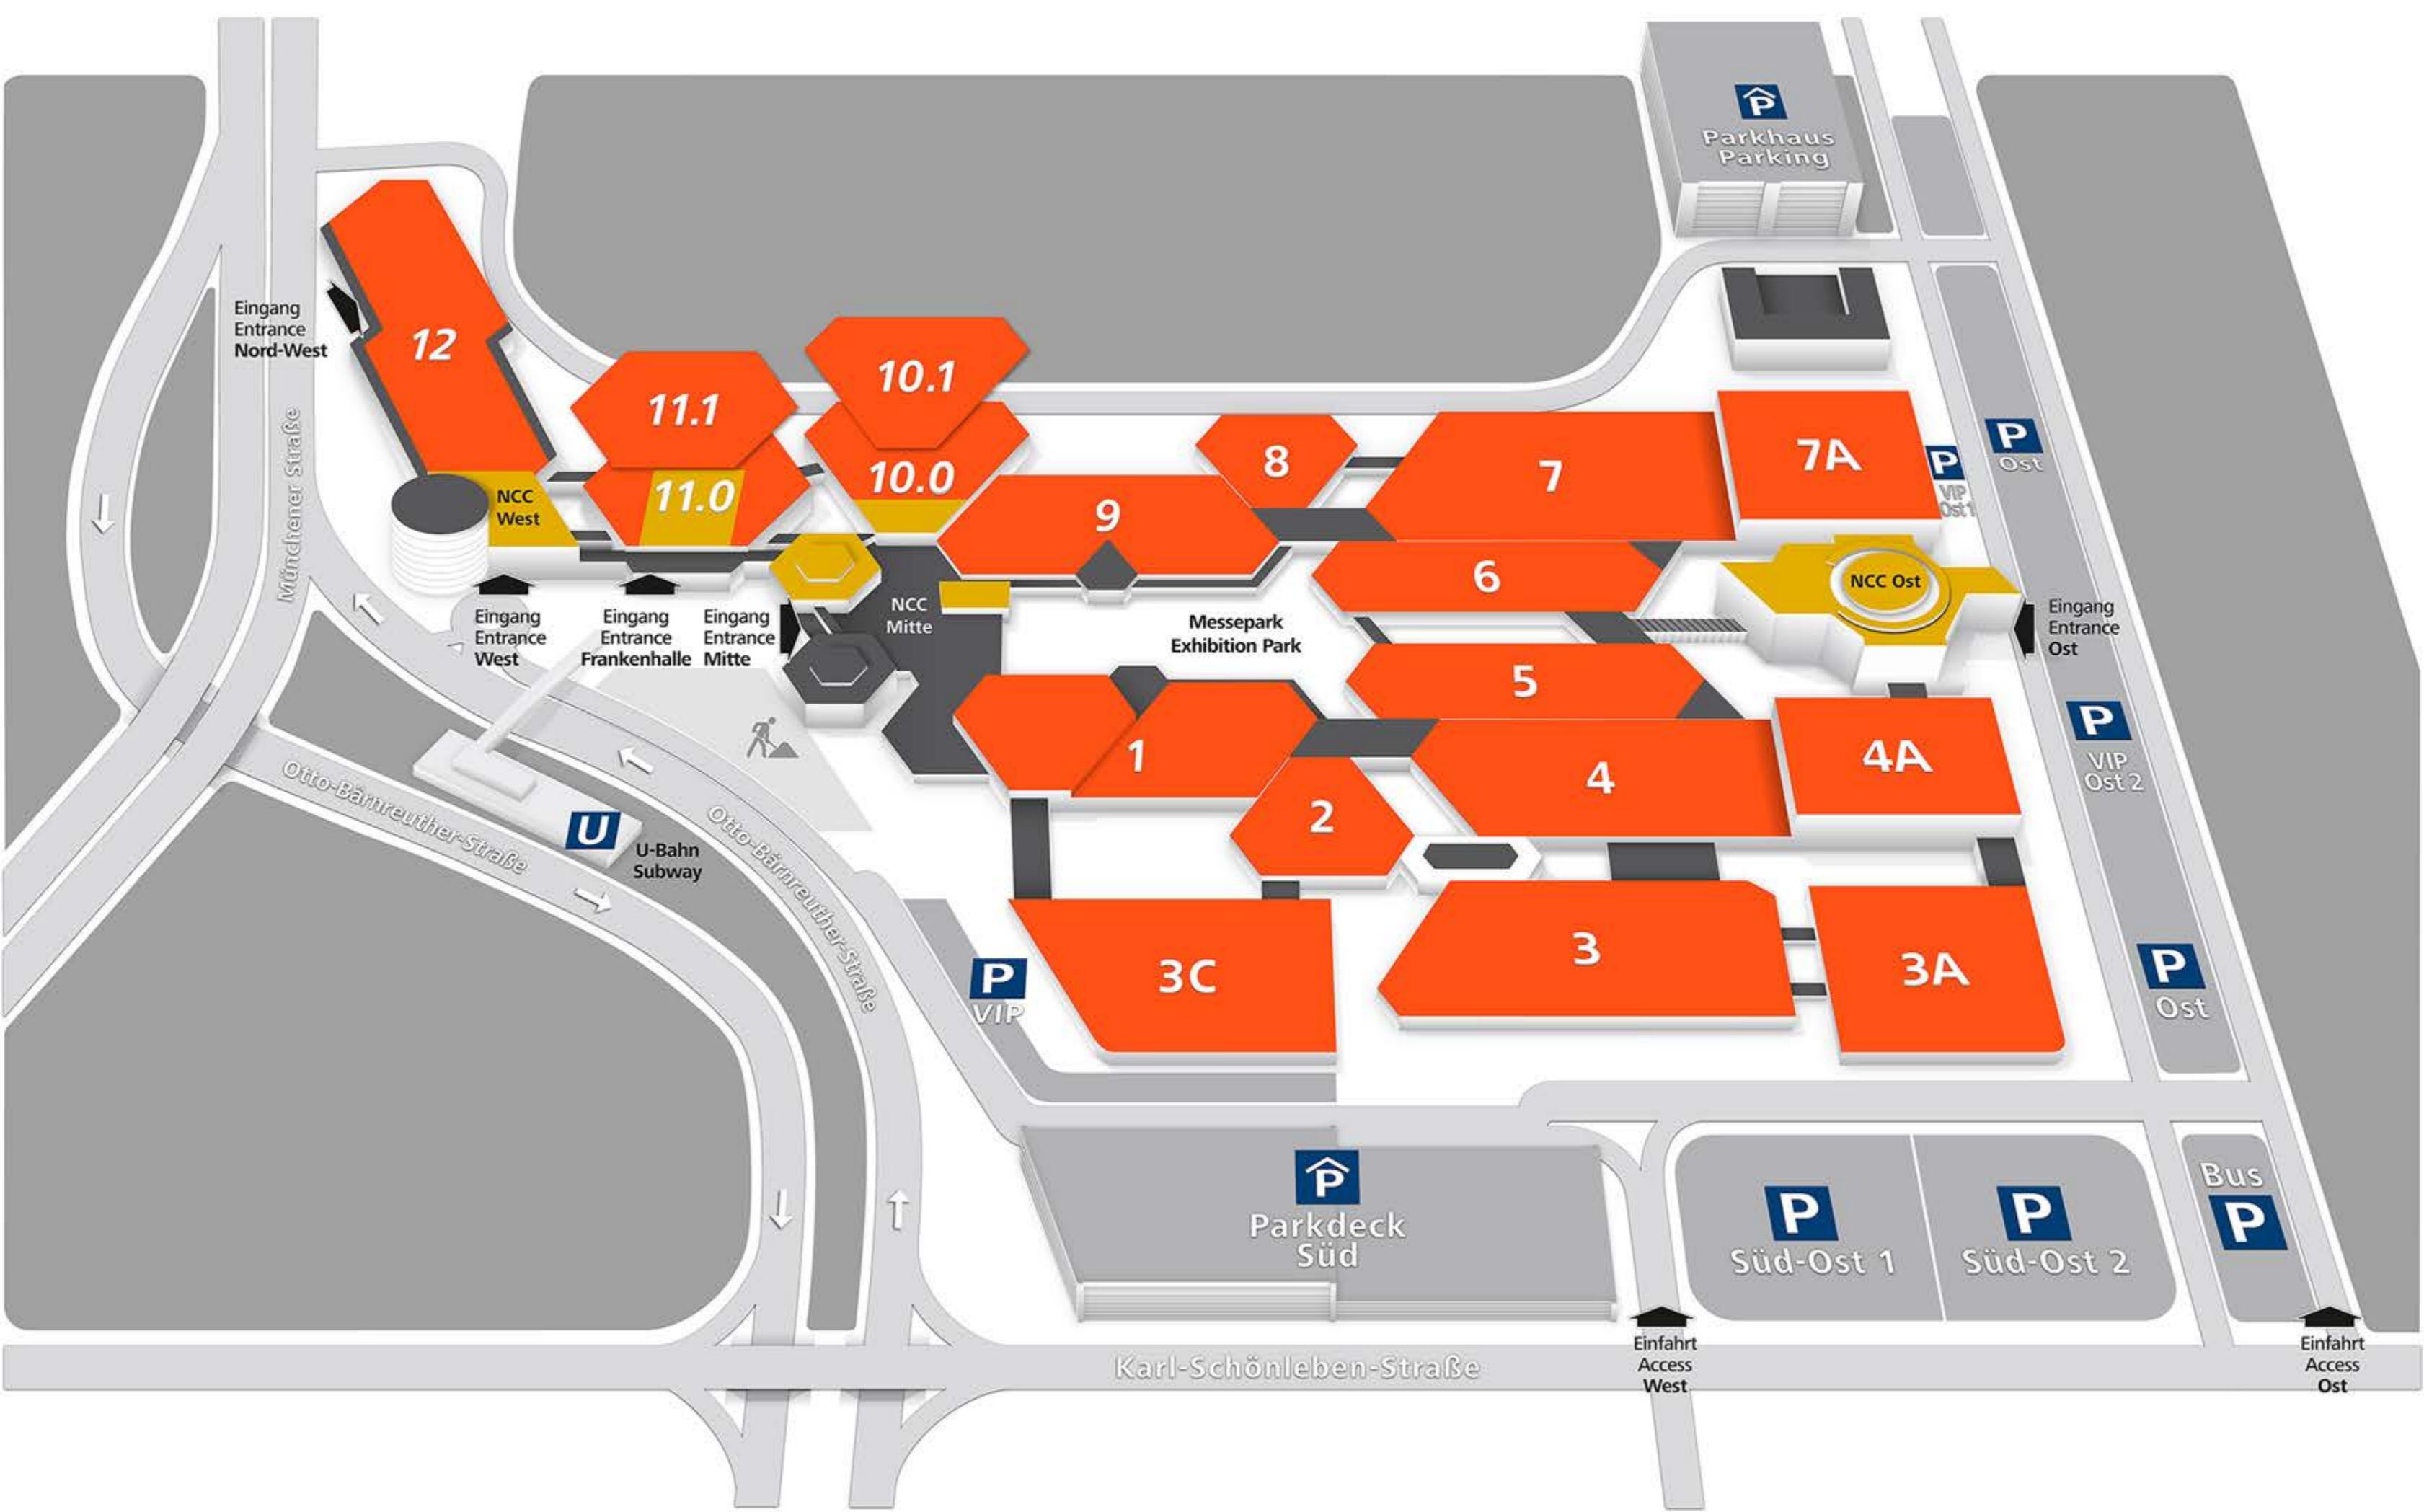 P
Parkhaus
Parking
Eingang
Entrance
Nord-West
12
11.1
10.1
11.0
10.0
NCC
West
9
8
7
7A
P
VIP
Ost 1
P
Ost
6
NCC Ost
Eingang
Entrance
Ost
Münchener Straße
Eingang
Entrance
West
Eingang
Entrance
Frankenhalle
Eingang
Entrance
Mitte
NCC
Mitte
Messepark
Exhibition Park
5
1
2
4
4A
P
VIP
Ost 2
Otto-Bärnreuther-Straße
U
U-Bahn
Subway
Otto-Bärnreuther-Straße
P
VIP
3C
3
3A
P
Ost
P
Parkdeck
Süd
P
Süd-Ost 1
P
Süd-Ost 2
Bus
P
Karl-Schönleben-Straße
Einfahrt
Access
West
Einfahrt
Access
Ost